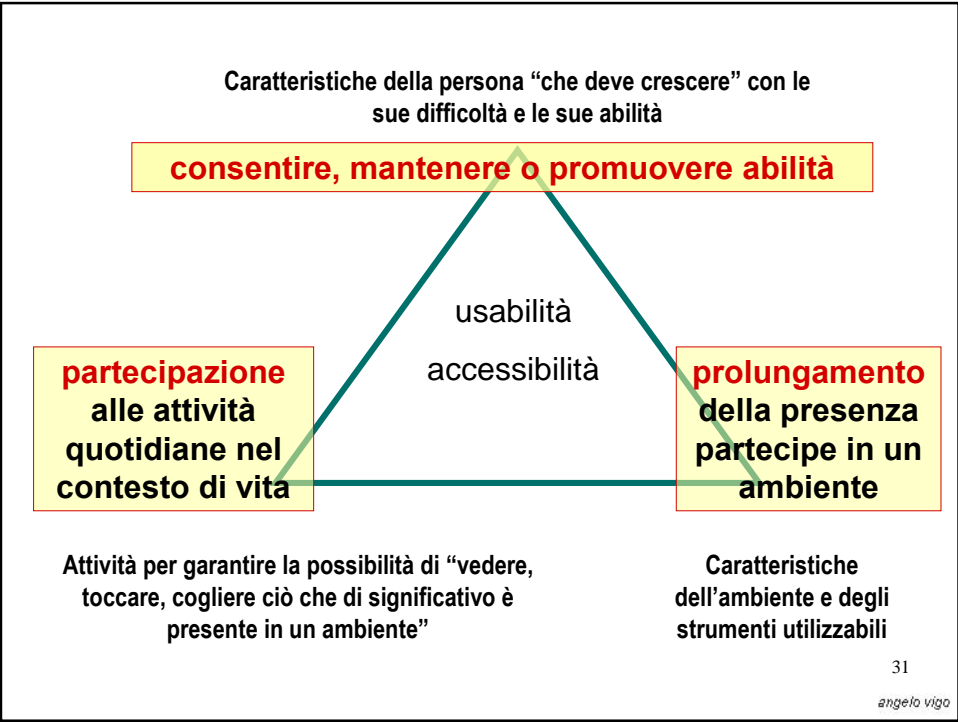 Caratteristiche della persona “che deve crescere” con le
sue difficoltà e le sue abilità
consentire, mantenere o promuovere abilità
usabilità
accessibilità
partecipazione
alle attività
quotidiane nel
contesto di vita
prolungamento
della presenza
partecipe in un
ambiente
Attività per garantire la possibilità di “vedere,
toccare, cogliere ciò che di significativo è
presente in un ambiente”
Caratteristiche
dell’ambiente e degli
strumenti utilizzabili
31
angelo vigo